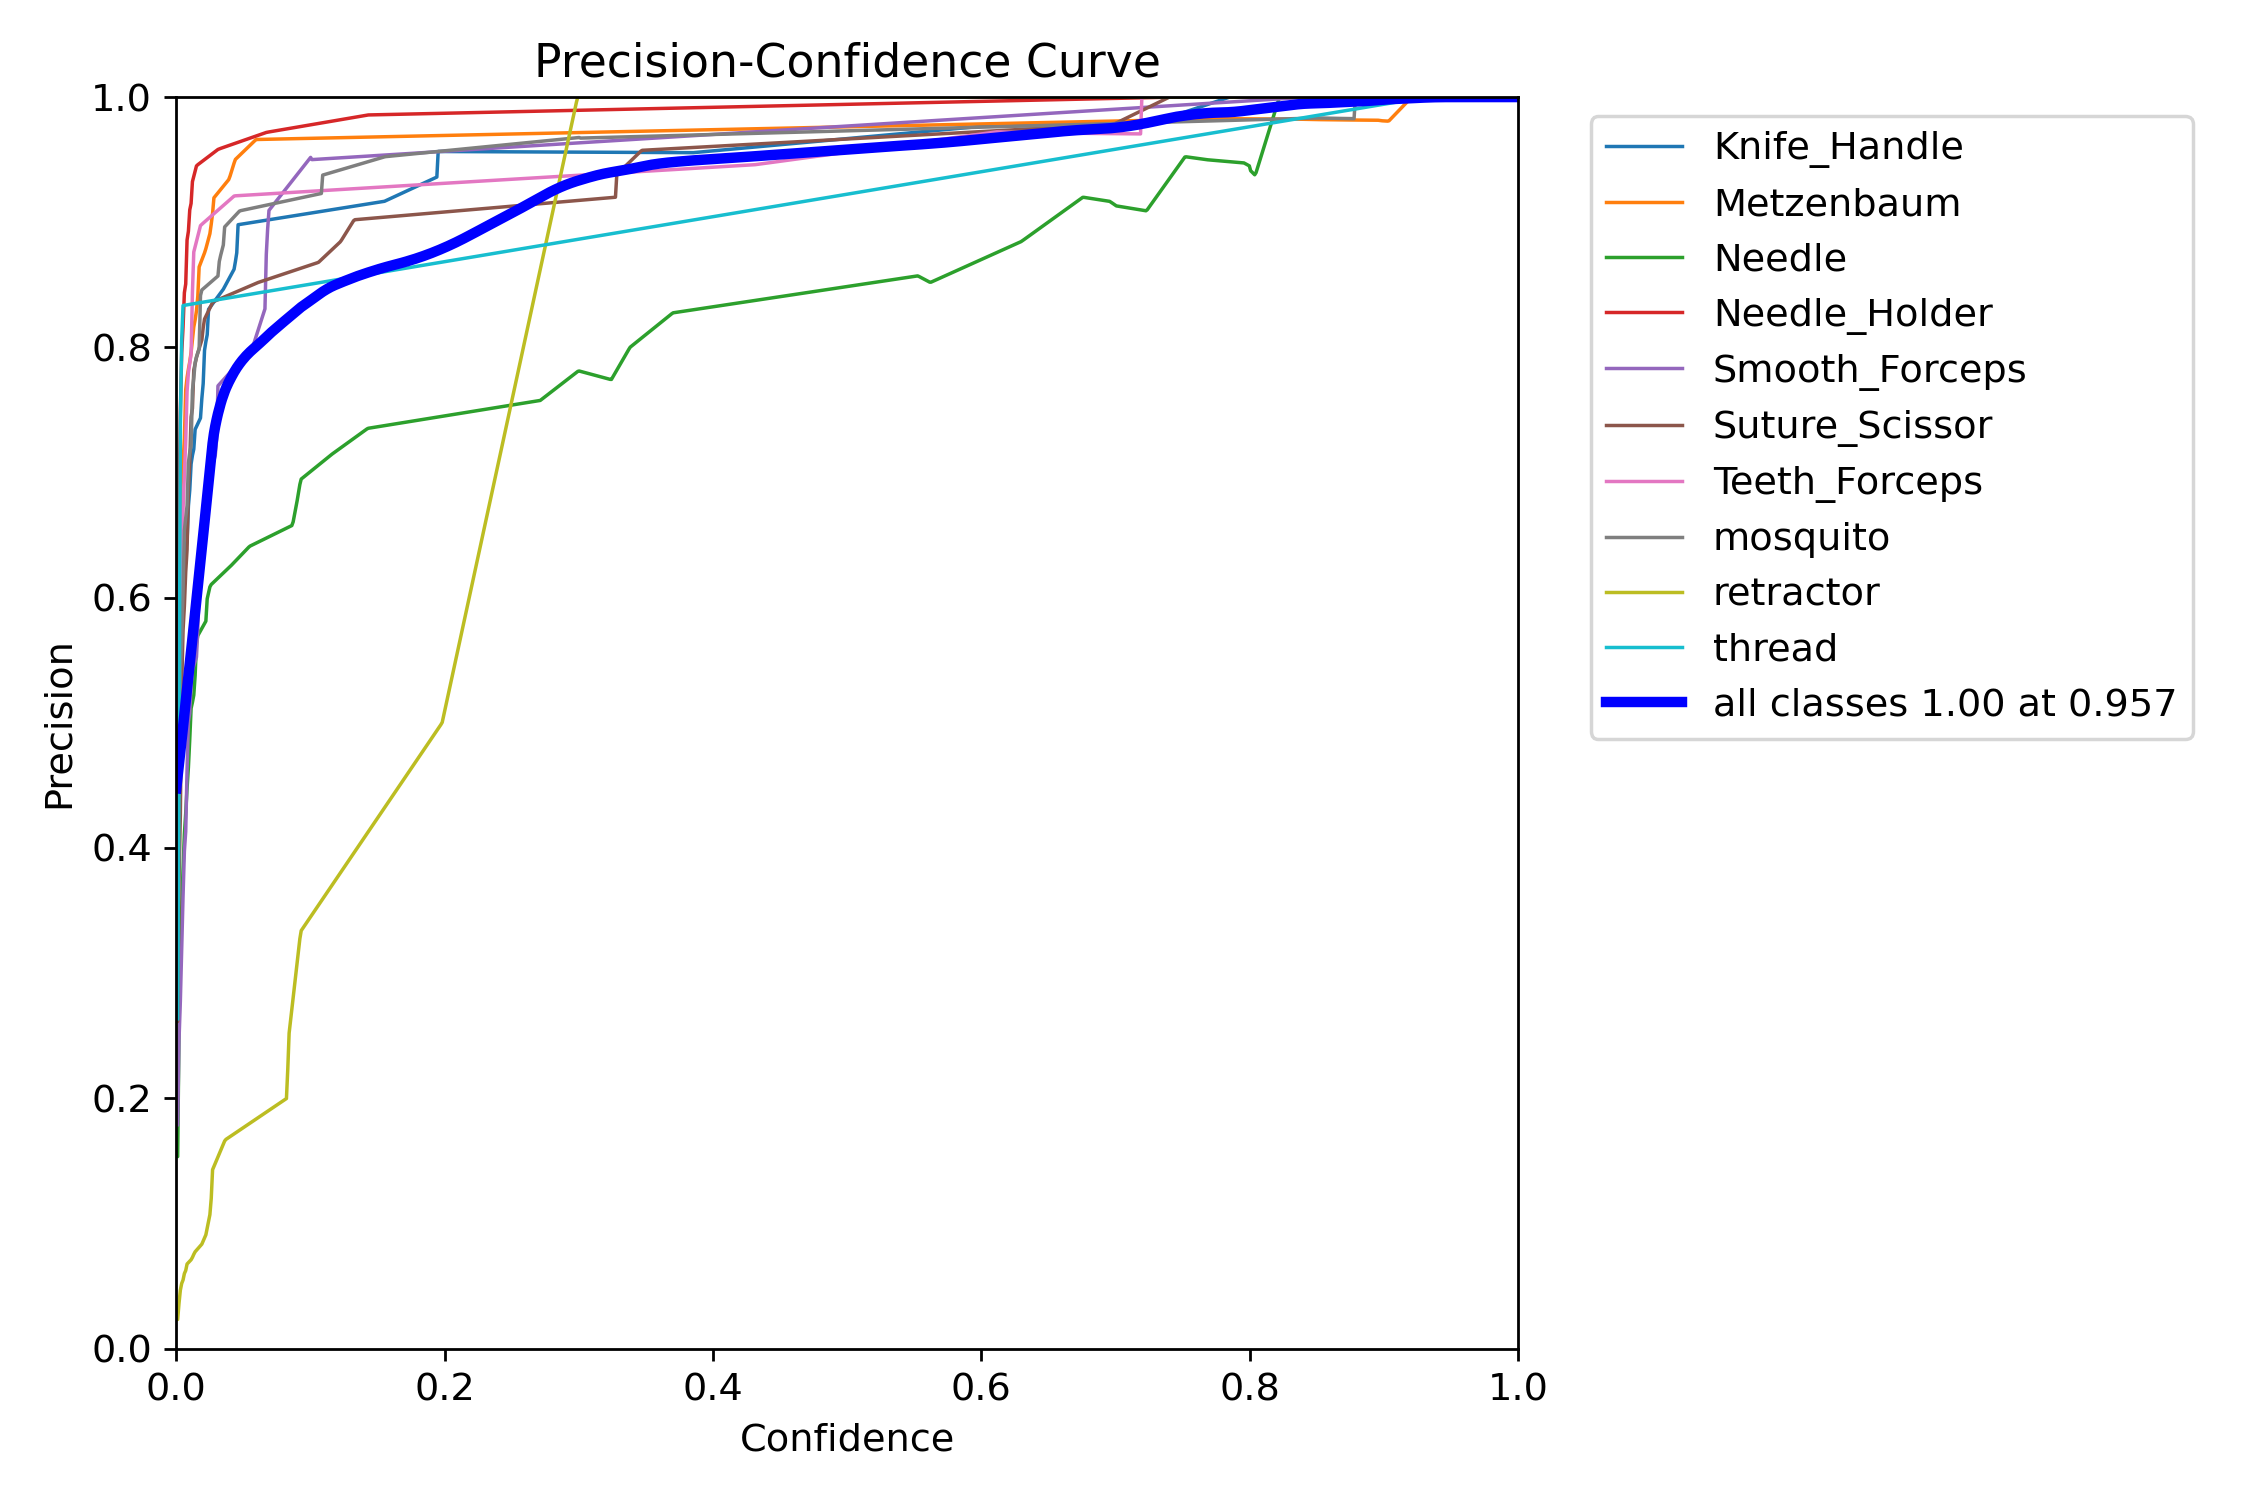 Precision-Confidence Curve
1.0
0.8
0.6
0.4
0.2
0.0
Precision
0.0 0.2 0.4 0.6 0.8 1.0
Confidence
Knife_Handle
Metzenbaum
Needle
Needle_Holder
Smooth_Forceps
Suture_Scissor
Teeth_Forceps
mosquito
retractor
thread
all classes 1.00 at 0.957